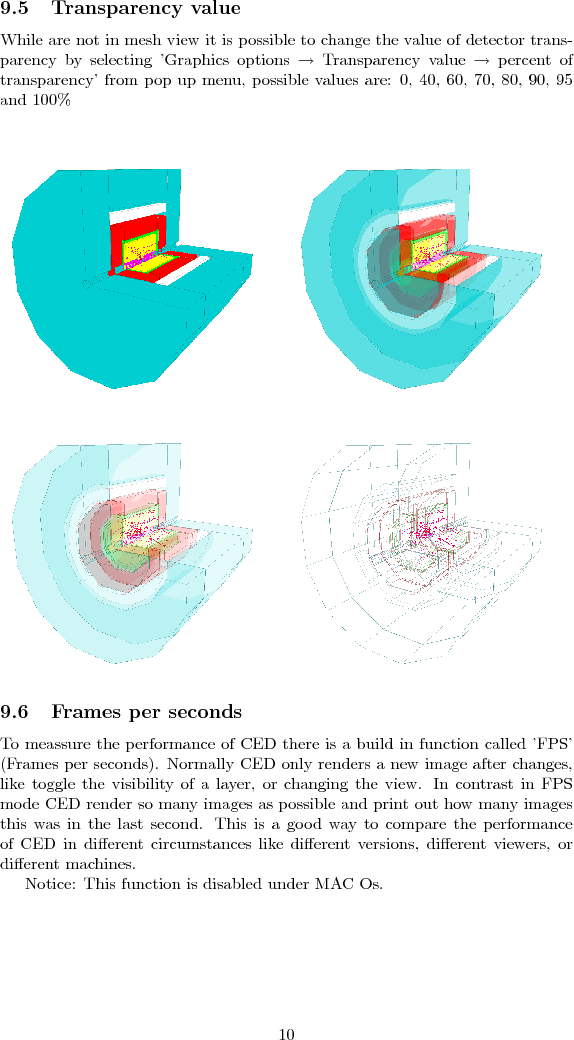 9.5 Transparency value
While are not in mesh view it is possible to change the value of detector trans-
parency by selecting 'Graphics options → Transparency value → percent of
transparency' from pop up menu, possible values are: 0, 40, 60, 70, 80, 90, 95
and 100%
9.6 Frames per seconds
To meassure the performance of CED there is a build in function called 'FPS'
(Frames per seconds). Normally CED only renders a new image after changes,
like toggle the visibility of a layer, or changing the view. In contrast in FPS
mode CED render so many images as possible and print out how many images
this was in the last second. This is a good way to compare the performance
of CED in different circumstances like different versions, different viewers, or
different machines.
Notice: This function is disabled under MAC Os.
10